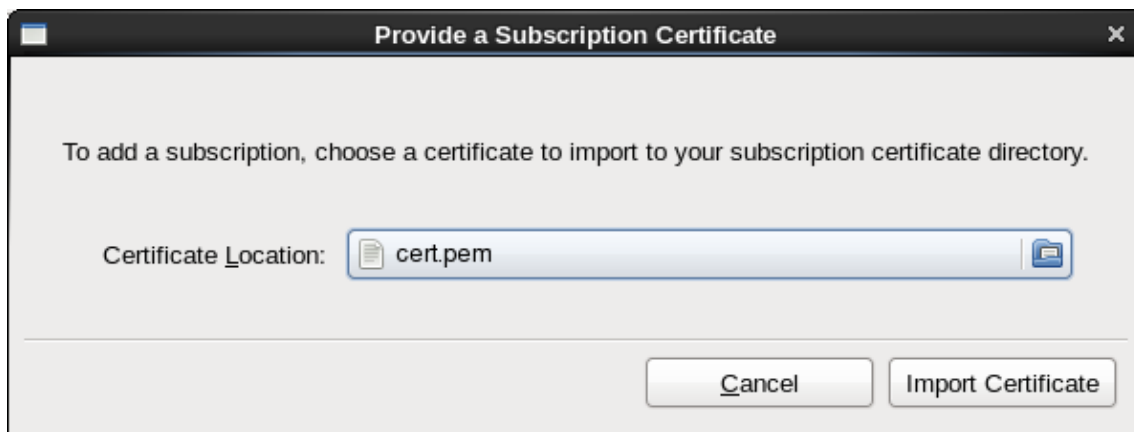 Provide a Subscription Certificate
To add a subscription, choose a certificate to import to your subscription certificate directory.
Certificate Location: cert.pem
Cancel Import Certificate